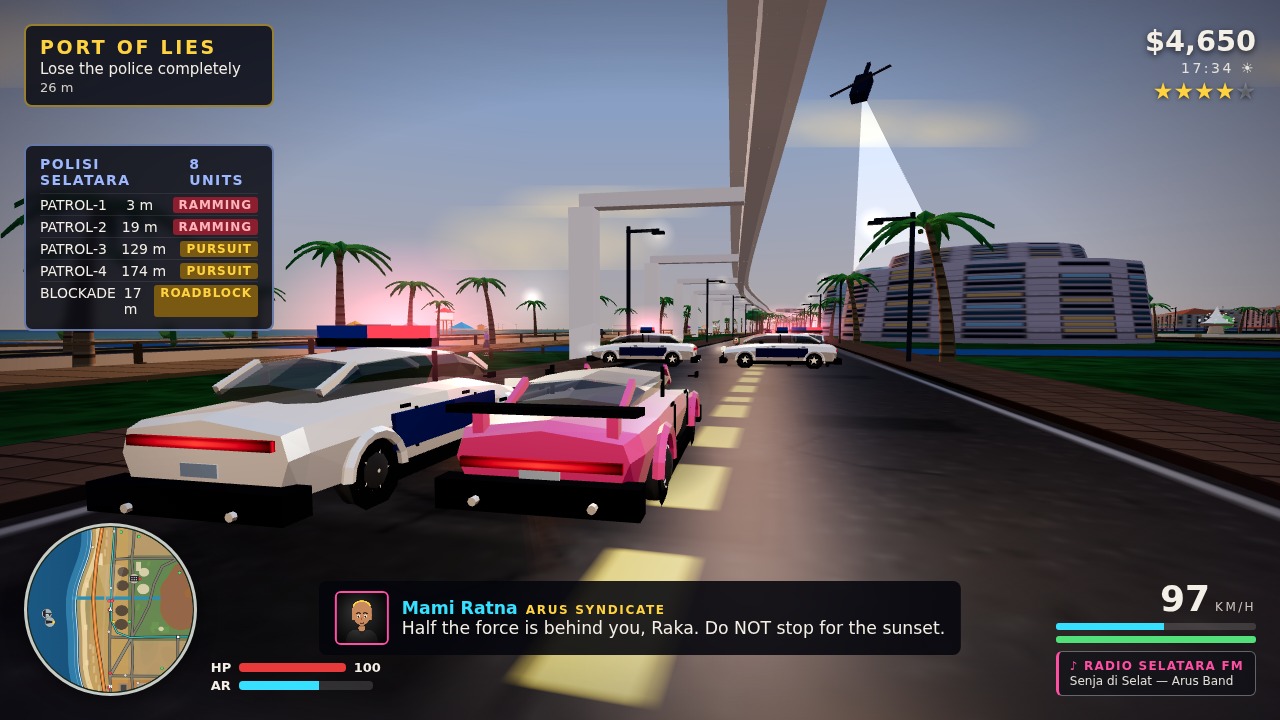 PORT OF LIES
Lose the police completely
26 m
$4,650
17:34 ☀
★★★★★
POLISI SELATARA
8 UNITS
PATROL-1 3 m RAMMING
PATROL-2 19 m RAMMING
PATROL-3 129 m PURSUIT
PATROL-4 174 m PURSUIT
BLOCKADE 17 m ROADBLOCK
Mami Ratna ARUS SYNDICATE
Half the force is behind you, Raka. Do NOT stop for the sunset.
HP 100
AR
97 KM/H
♪ RADIO SELATARA FM
Senja di Selat — Arus Band